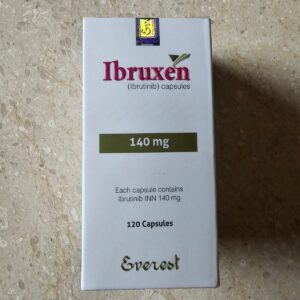 Ibruxen
(Ibrutinib) capsules
140 mg
Each capsule contains
Ibrutinib INN 140 mg
120 Capsules
Everest